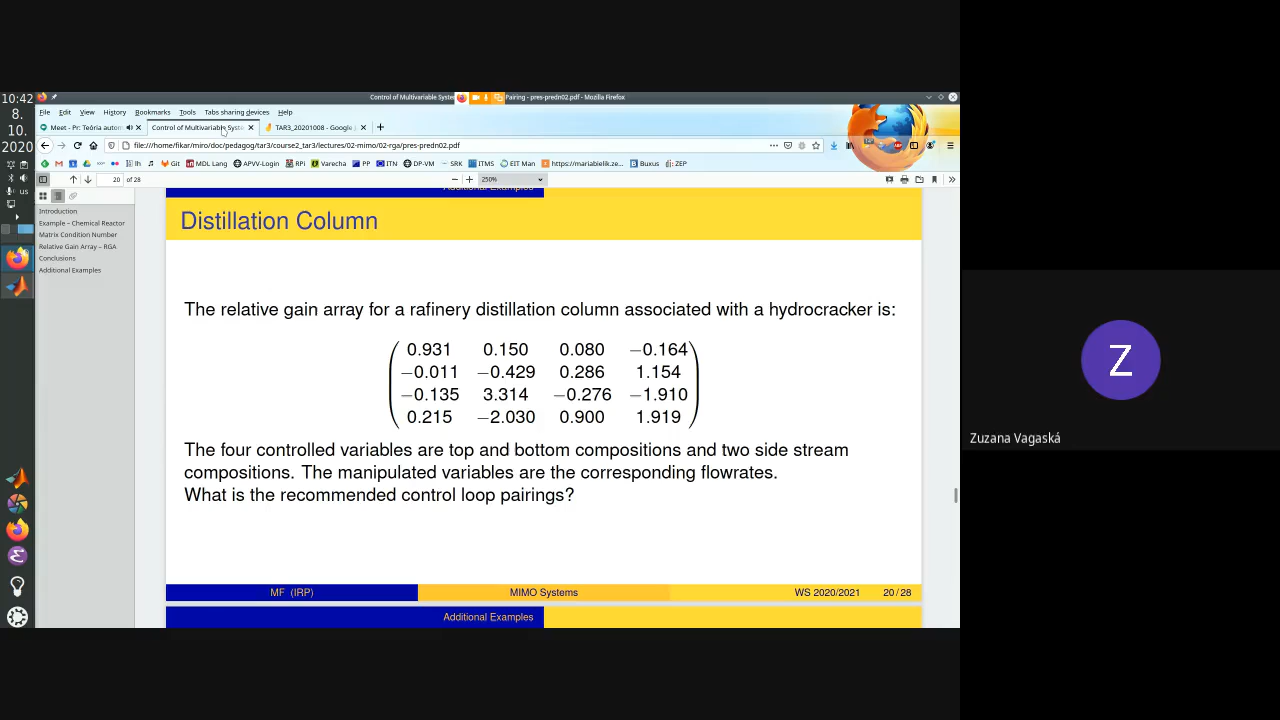 10:42
8.
10.
2020
us
Control of Multivariable Syste
Pairing - pres-predn02.pdf - Mozilla Firefox
File Edit View History Bookmarks Tools Tabs sharing devices Help
Meet - Pr: Teória autom
Control of Multivariable Syste
TAR3_20201008 - Google
file:///home/fikar/miro/doc/pedagog/tar3/course2_tar3/lectures/02-mimo/02-rga/pres-predn02.pdf
Git MDL Lang APVV-Login RPi Varecha PP ITN DP-VM SRK ITMS EIT Man https://mariabielik.ze... Buxus ZEP
20 of 28
250%
Introduction
Example – Chemical Reactor
Matrix Condition Number
Relative Gain Array – RGA
Conclusions
Additional Examples
Additional Examples
Distillation Column
The relative gain array for a rafinery distillation column associated with a hydrocracker is:
0.931 0.150 0.080 −0.164
−0.011 −0.429 0.286 1.154
−0.135 3.314 −0.276 −1.910
0.215 −2.030 0.900 1.919
The four controlled variables are top and bottom compositions and two side stream
compositions. The manipulated variables are the corresponding flowrates.
What is the recommended control loop pairings?
MF (IRP) MIMO Systems WS 2020/2021 20 / 28
Additional Examples
Z
Zuzana Vagaská